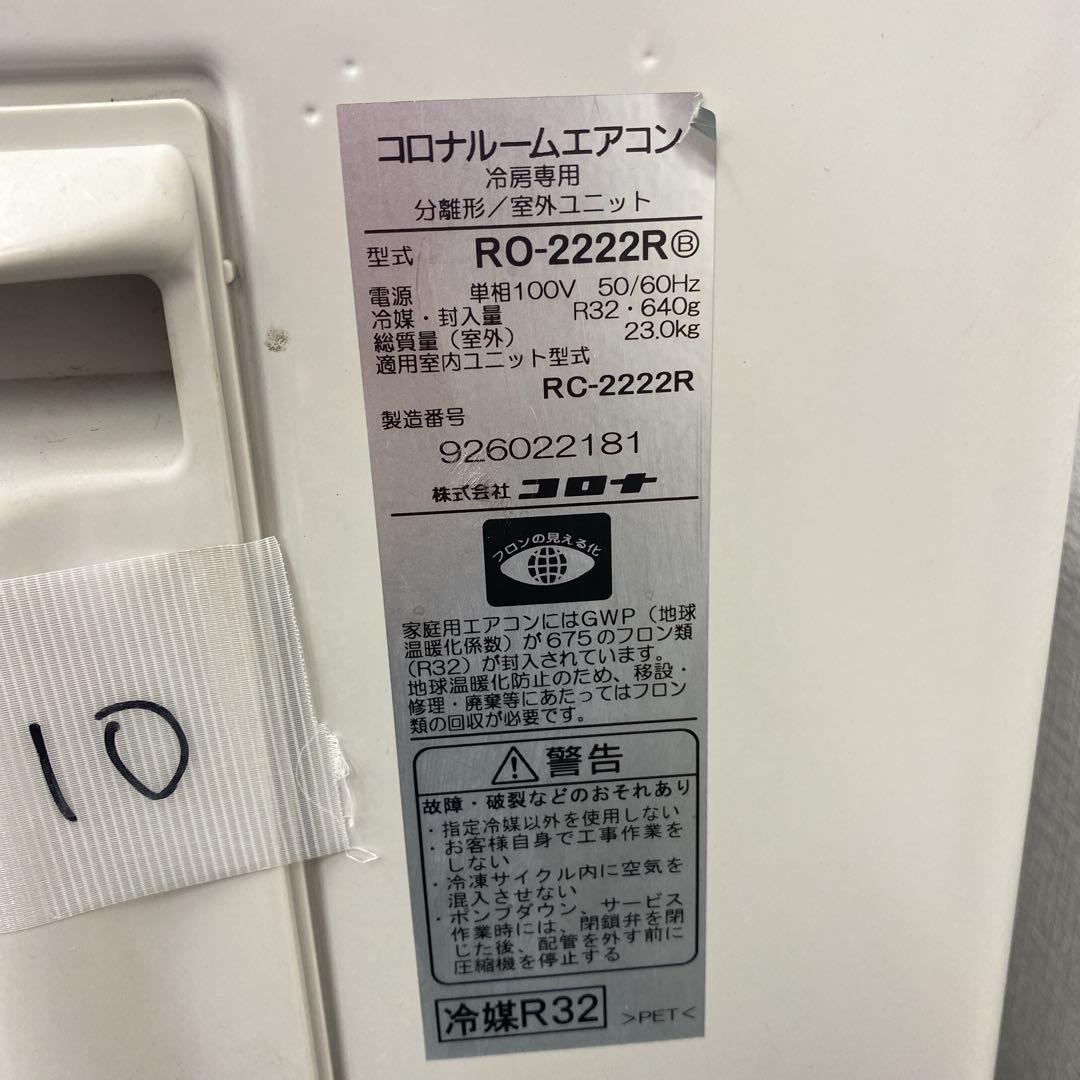 コロナルームエアコン
冷房専用
分離形／室外ユニット
型式 RO-2222RⒷ
電源 単相100V 50/60Hz
冷媒・封入量 R32・640g
総質量（室外） 23.0kg
適用室内ユニット型式
RC-2222R
製造番号
926022181
株式会社 コロナ
フロンの見える化
家庭用エアコンにはGWP（地球
温暖化係数）が675のフロン類
（R32）が封入されています。
地球温暖化防止のため、移設・
修理・廃棄等にあたってはフロン
類の回収が必要です。
警告
故障・破裂などのおそれあり
・指定冷媒以外を使用しない
・お客様自身で工事作業を
しない
・冷凍サイクル内に空気を
混入させない
・ポンプダウン、サービス
作業時には、閉鎖弁を閉
じた後、配管を外す前に
圧縮機を停止する
冷媒R32 >PET<
10